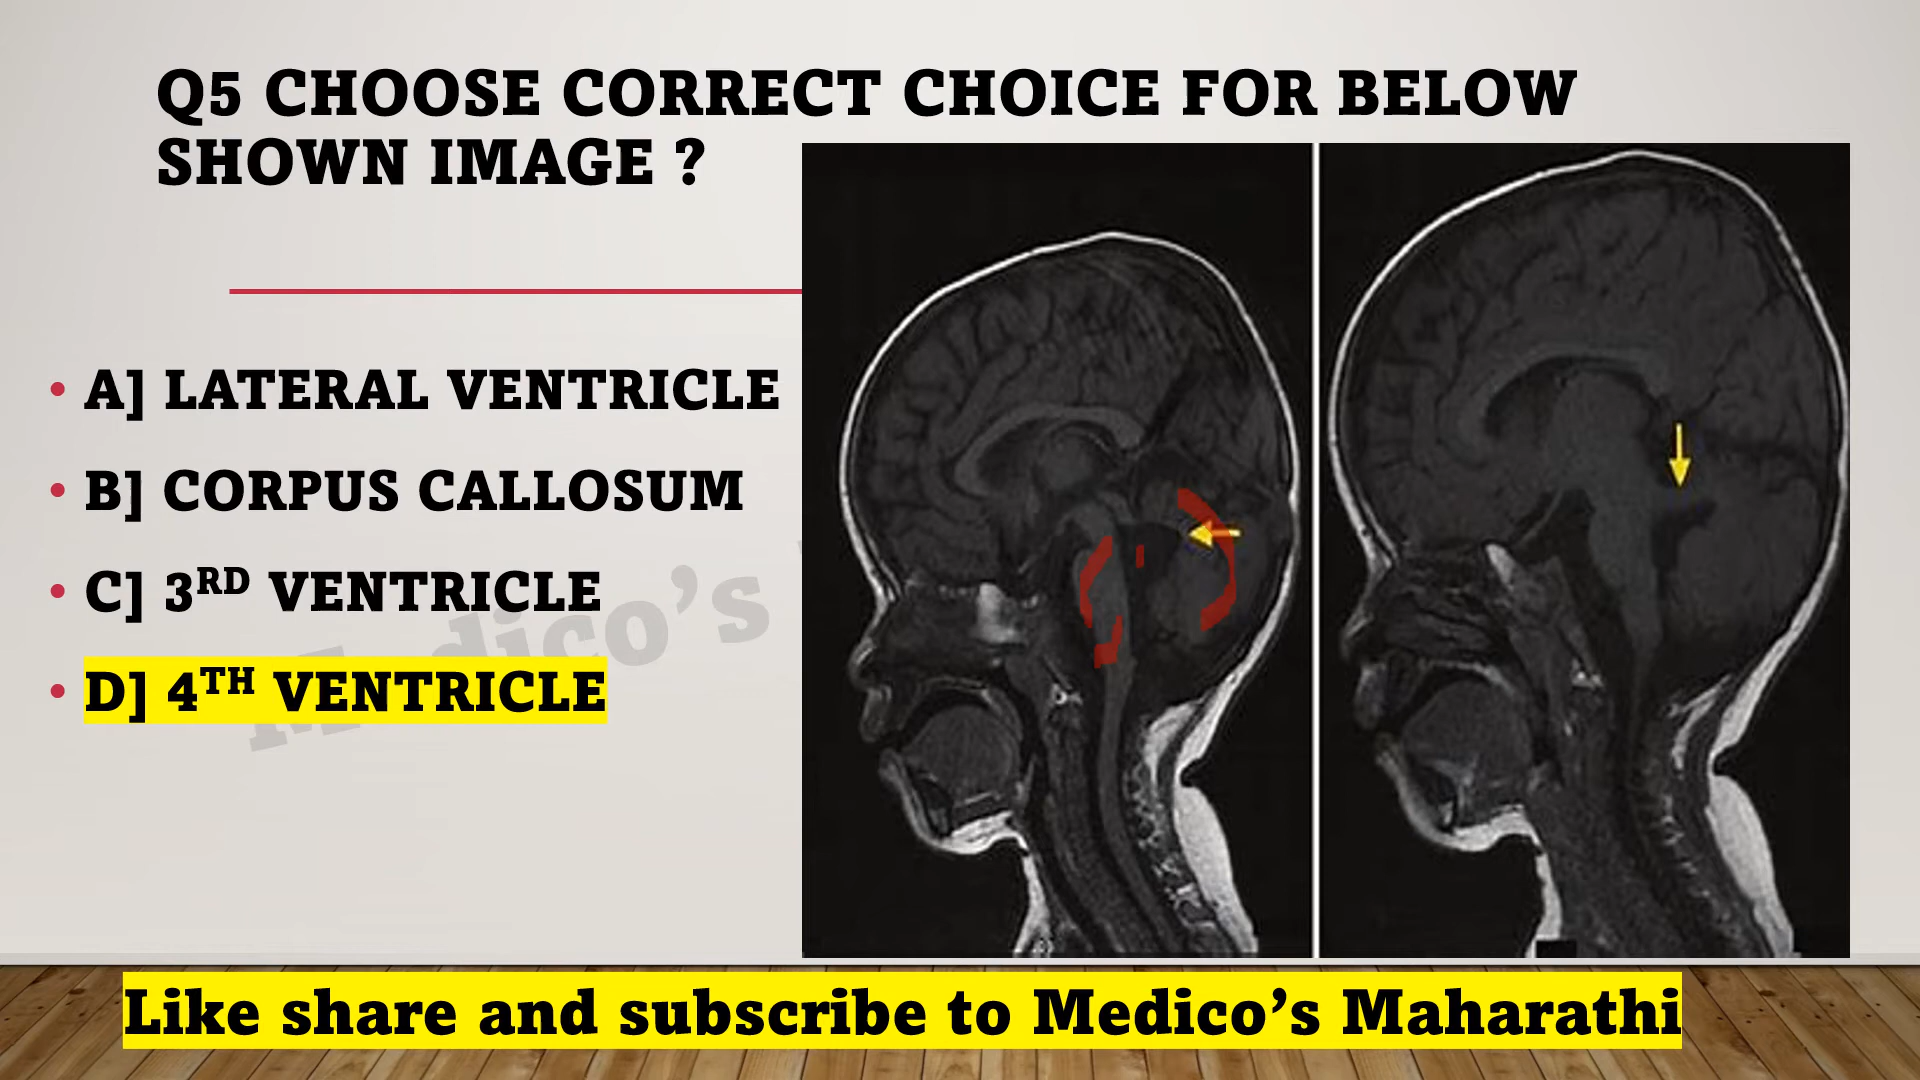 Q5 CHOOSE CORRECT CHOICE FOR BELOW
SHOWN IMAGE ?
• A] LATERAL VENTRICLE
• B] CORPUS CALLOSUM
• C] 3RD VENTRICLE
• D] 4TH VENTRICLE
Medico's
Like share and subscribe to Medico's Maharathi